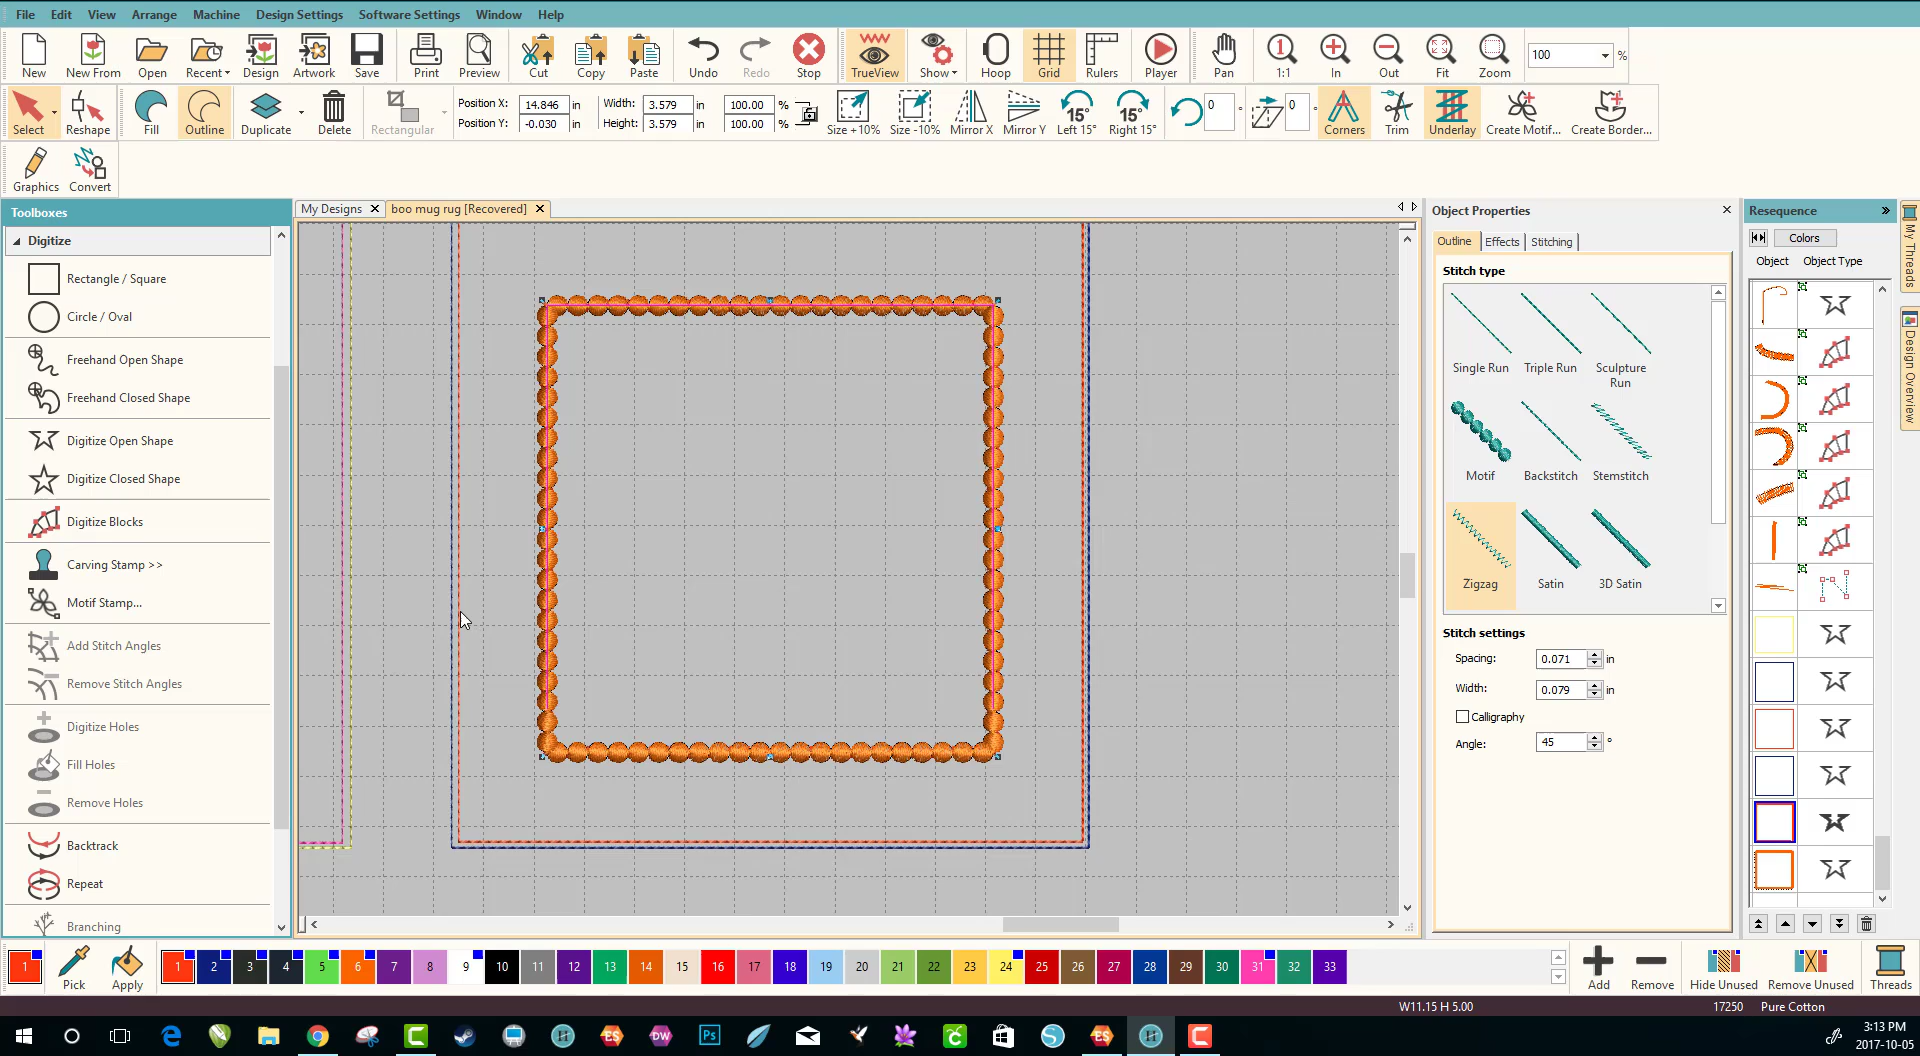 File Edit View Arrange Machine Design Settings Software Settings Window Help
New New From Open Recent Design Artwork Save Print Preview Cut Copy Paste Undo Redo Stop TrueView Show Hoop Grid Rulers Player Pan 1:1 In Out Fit Zoom 100 %
Select Reshape Fill Outline Duplicate Delete Rectangular
Position X: 14.846 in Width: 3.579 in 100.00 %
Position Y: -0.030 in Height: 3.579 in 100.00 %
Size +10% Size -10% Mirror X Mirror Y Left 15° Right 15° 0 ° 0 ° Corners Trim Underlay Create Motif... Create Border...
Graphics Convert
Toolboxes
Digitize
Rectangle / Square
Circle / Oval
Freehand Open Shape
Freehand Closed Shape
Digitize Open Shape
Digitize Closed Shape
Digitize Blocks
Carving Stamp >>
Motif Stamp...
Add Stitch Angles
Remove Stitch Angles
Digitize Holes
Fill Holes
Remove Holes
Backtrack
Repeat
Branching
My Designs boo mug rug [Recovered]
Object Properties
Outline Effects Stitching
Stitch type
Single Run Triple Run Sculpture Run
Motif Backstitch Stemstitch
Zigzag Satin 3D Satin
Stitch settings
Spacing: 0.071 in
Width: 0.079 in
Calligraphy
Angle: 45 °
Resequence
Colors
Object Object Type
My Threads
Design Overview
1 Pick Apply 1 2 3 4 5 6 7 8 9 10 11 12 13 14 15 16 17 18 19 20 21 22 23 24 25 26 27 28 29 30 31 32 33 Add Remove Hide Unused Remove Unused Threads
W11.15 H 5.00 17250 Pure Cotton
3:13 PM
2017-10-05